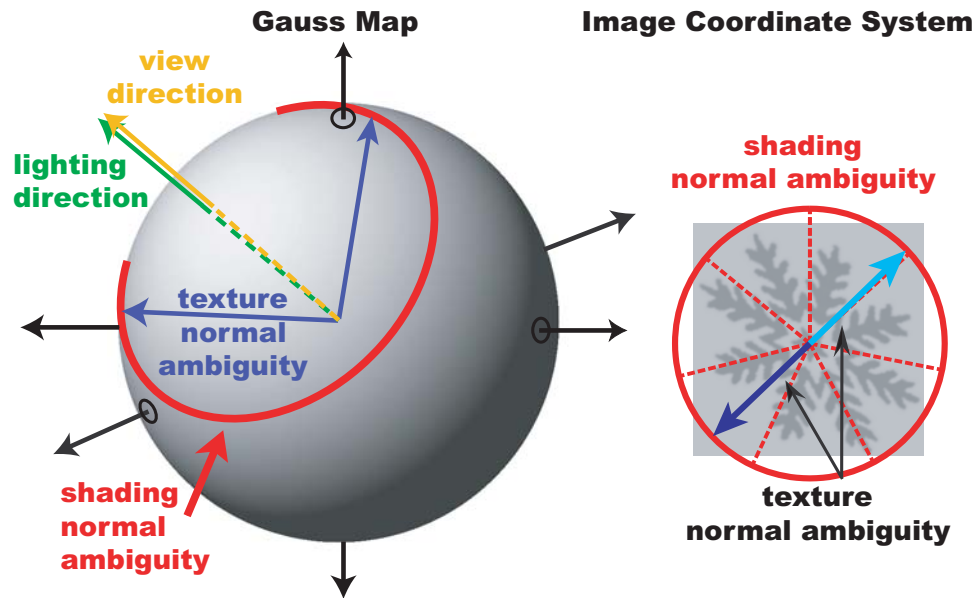 Gauss Map
Image Coordinate System
view
direction
lighting
direction
texture
normal
ambiguity
shading
normal
ambiguity
shading
normal ambiguity
texture
normal ambiguity